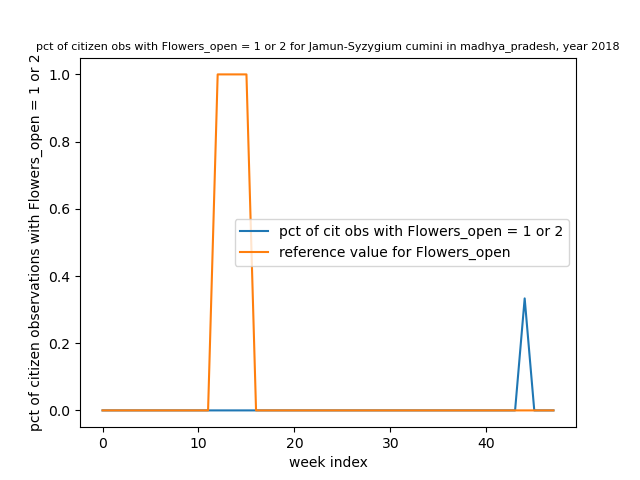 pct of citizen obs with Flowers_open = 1 or 2 for Jamun-Syzygium cumini in madhya_pradesh, year 2018
pct of citizen observations with Flowers_open = 1 or 2
1.0
0.8
0.6
0.4
0.2
0.0
pct of cit obs with Flowers_open = 1 or 2
reference value for Flowers_open
0 10 20 30 40
week index